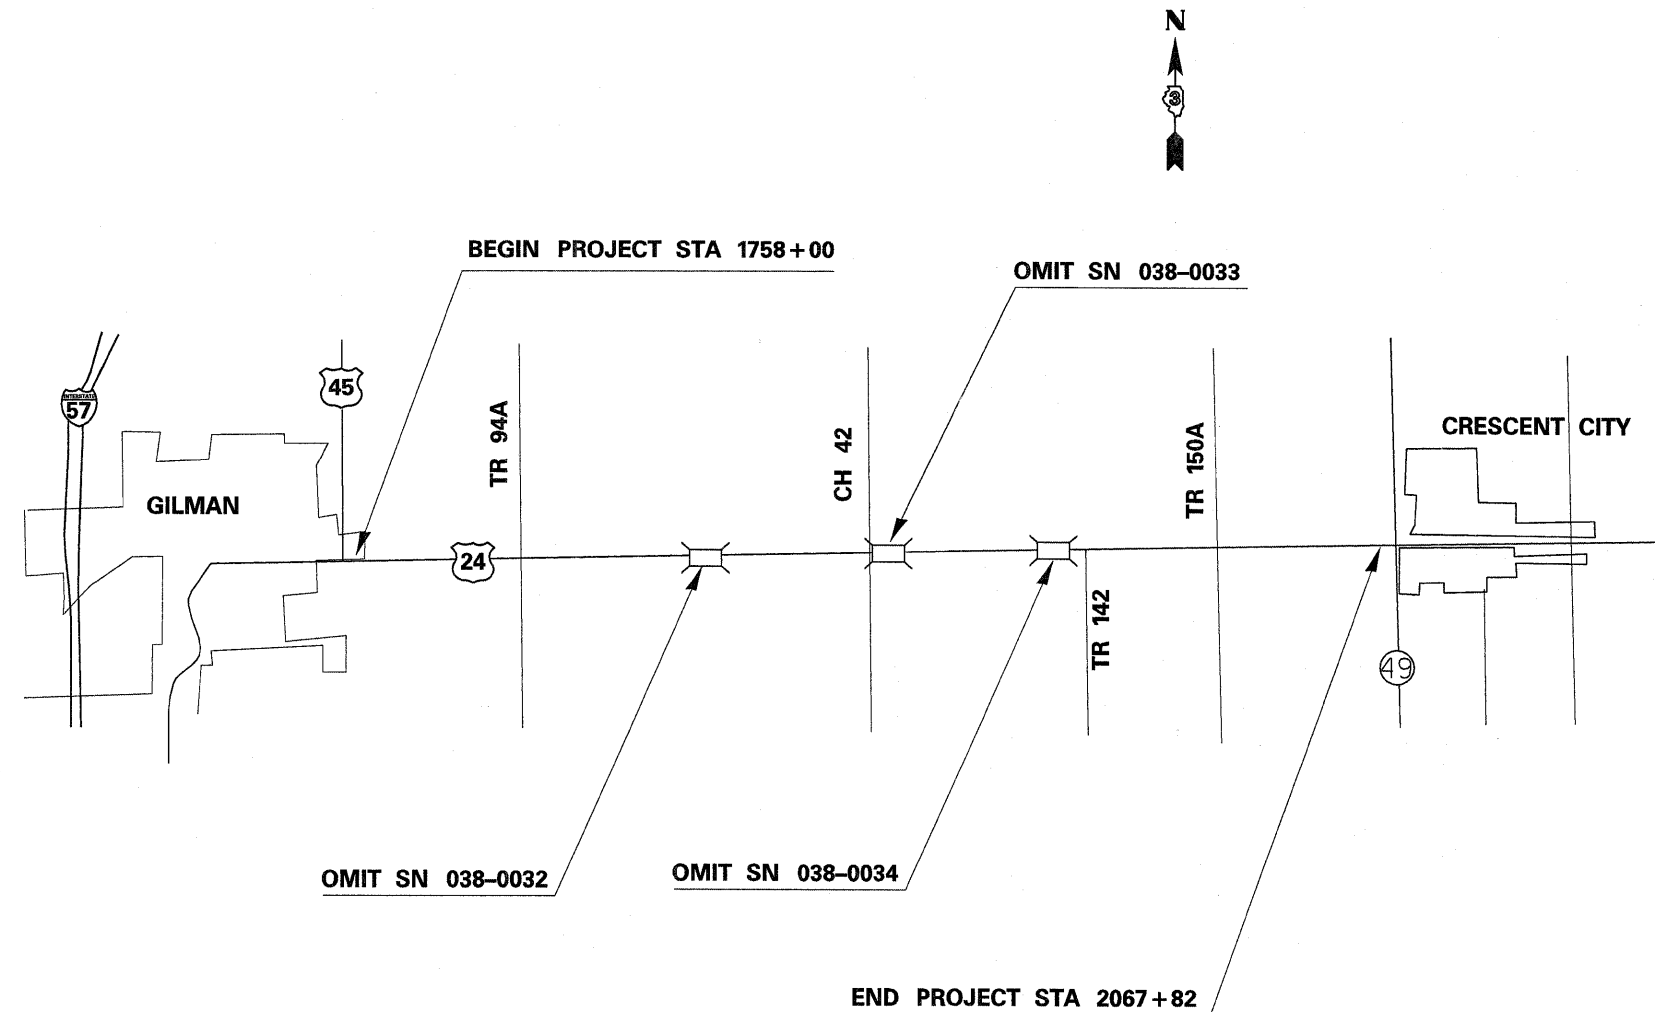 N
3
BEGIN PROJECT STA 1758+00
OMIT SN 038-0033
45
INTERSTATE
57
TR 94A
CH 42
TR 150A
CRESCENT CITY
GILMAN
24
TR 142
49
OMIT SN 038-0032
OMIT SN 038-0034
END PROJECT STA 2067+82